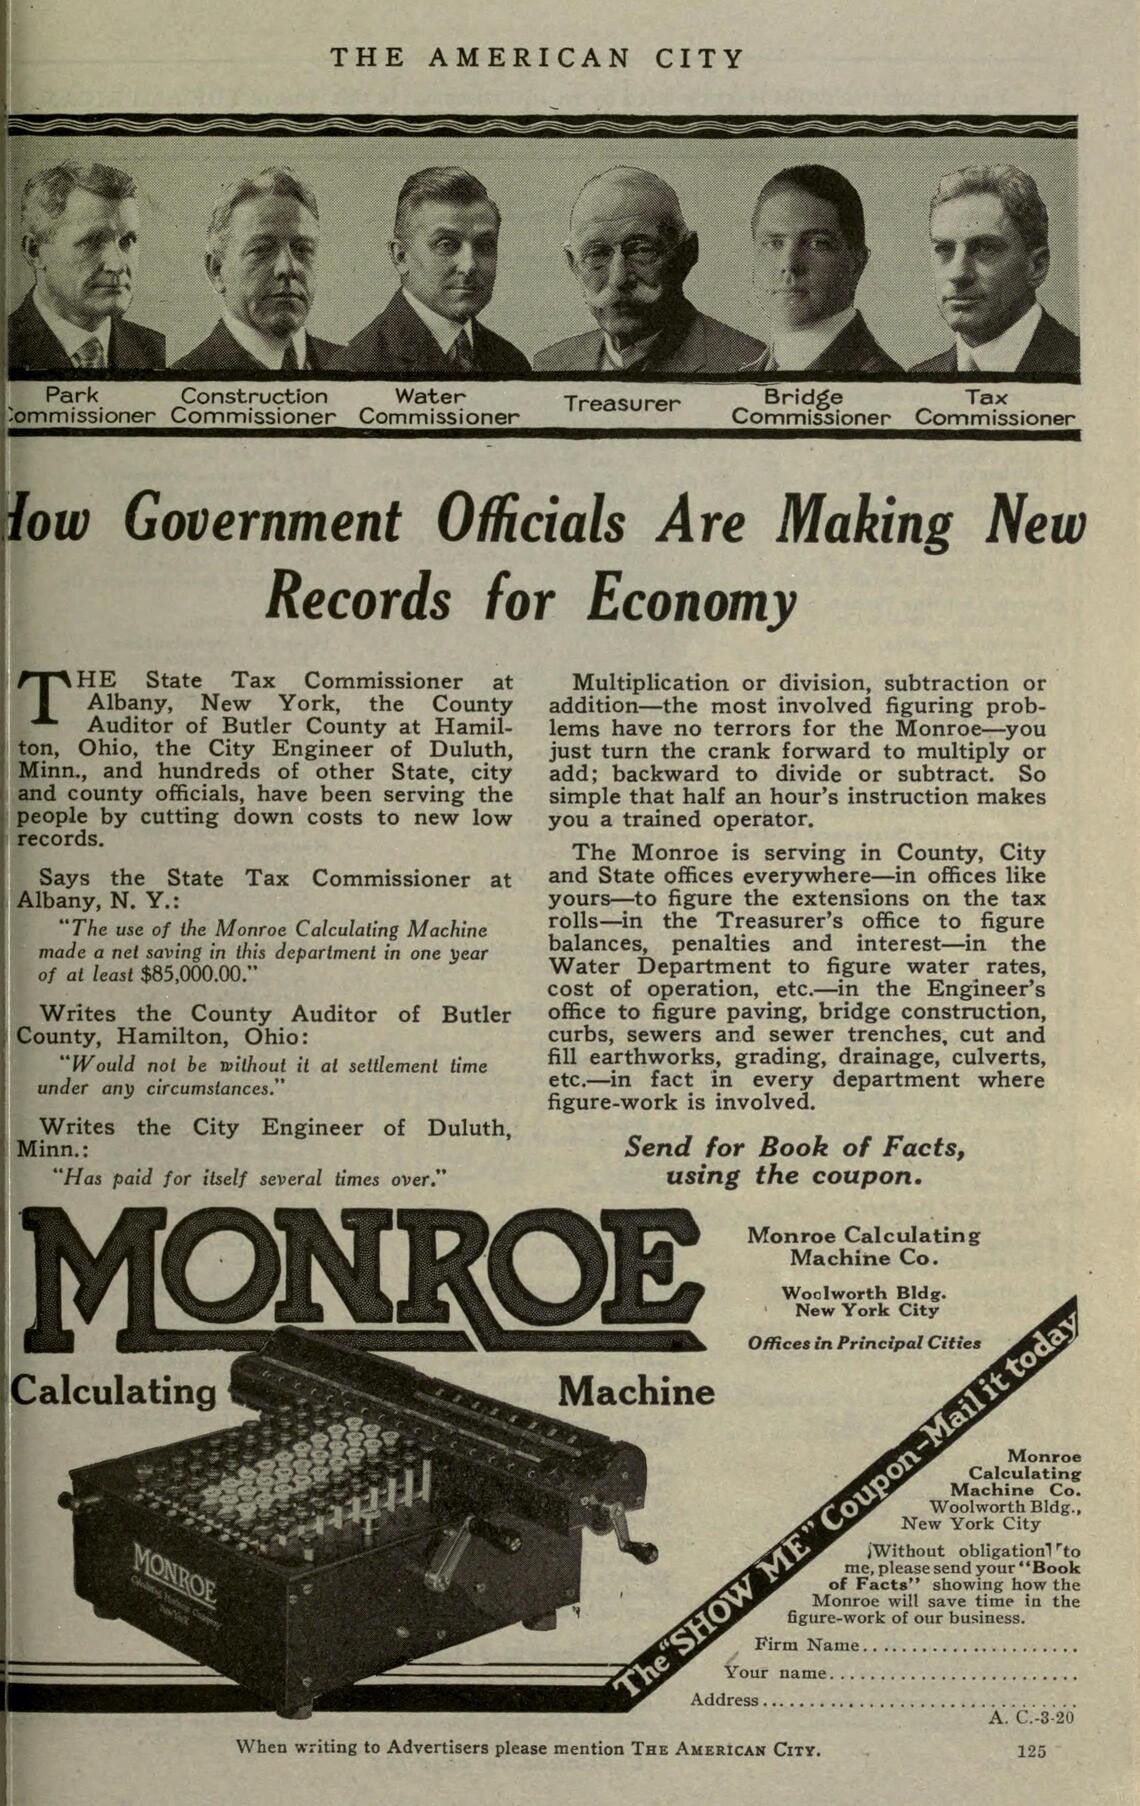 THE AMERICAN CITY
Park
Commissioner
Construction
Commissioner
Water
Commissioner
Treasurer
Bridge
Commissioner
Tax
Commissioner
How Government Officials Are Making New
Records for Economy
THE State Tax Commissioner at
Albany, New York, the County
Auditor of Butler County at Hamil-
ton, Ohio, the City Engineer of Duluth,
Minn., and hundreds of other State, city
and county officials, have been serving the
people by cutting down costs to new low
records.
Says the State Tax Commissioner at
Albany, N. Y.:
"The use of the Monroe Calculating Machine
made a net saving in this department in one year
of at least $85,000.00."
Writes the County Auditor of Butler
County, Hamilton, Ohio:
"Would not be without it at settlement time
under any circumstances."
Writes the City Engineer of Duluth,
Minn.:
"Has paid for itself several times over."
Multiplication or division, subtraction or
addition—the most involved figuring prob-
lems have no terrors for the Monroe—you
just turn the crank forward to multiply or
add; backward to divide or subtract. So
simple that half an hour's instruction makes
you a trained operator.
The Monroe is serving in County, City
and State offices everywhere—in offices like
yours—to figure the extensions on the tax
rolls—in the Treasurer's office to figure
balances, penalties and interest—in the
Water Department to figure water rates,
cost of operation, etc.—in the Engineer's
office to figure paving, bridge construction,
curbs, sewers and sewer trenches, cut and
fill earthworks, grading, drainage, culverts,
etc.—in fact in every department where
figure-work is involved.
Send for Book of Facts,
using the coupon.
MONROE
Calculating Machine
MONROE
Calculating Machine Company
Monroe Calculating
Machine Co.
Woolworth Bldg.
New York City
Offices in Principal Cities
The "SHOW ME" Coupon-Mail it today
Monroe
Calculating
Machine Co.
Woolworth Bldg.,
New York City
Without obligation to
me, please send your "Book
of Facts" showing how the
Monroe will save time in the
figure-work of our business.
Firm Name
Your name
Address
A. C.-3-20
When writing to Advertisers please mention THE AMERICAN CITY.
125